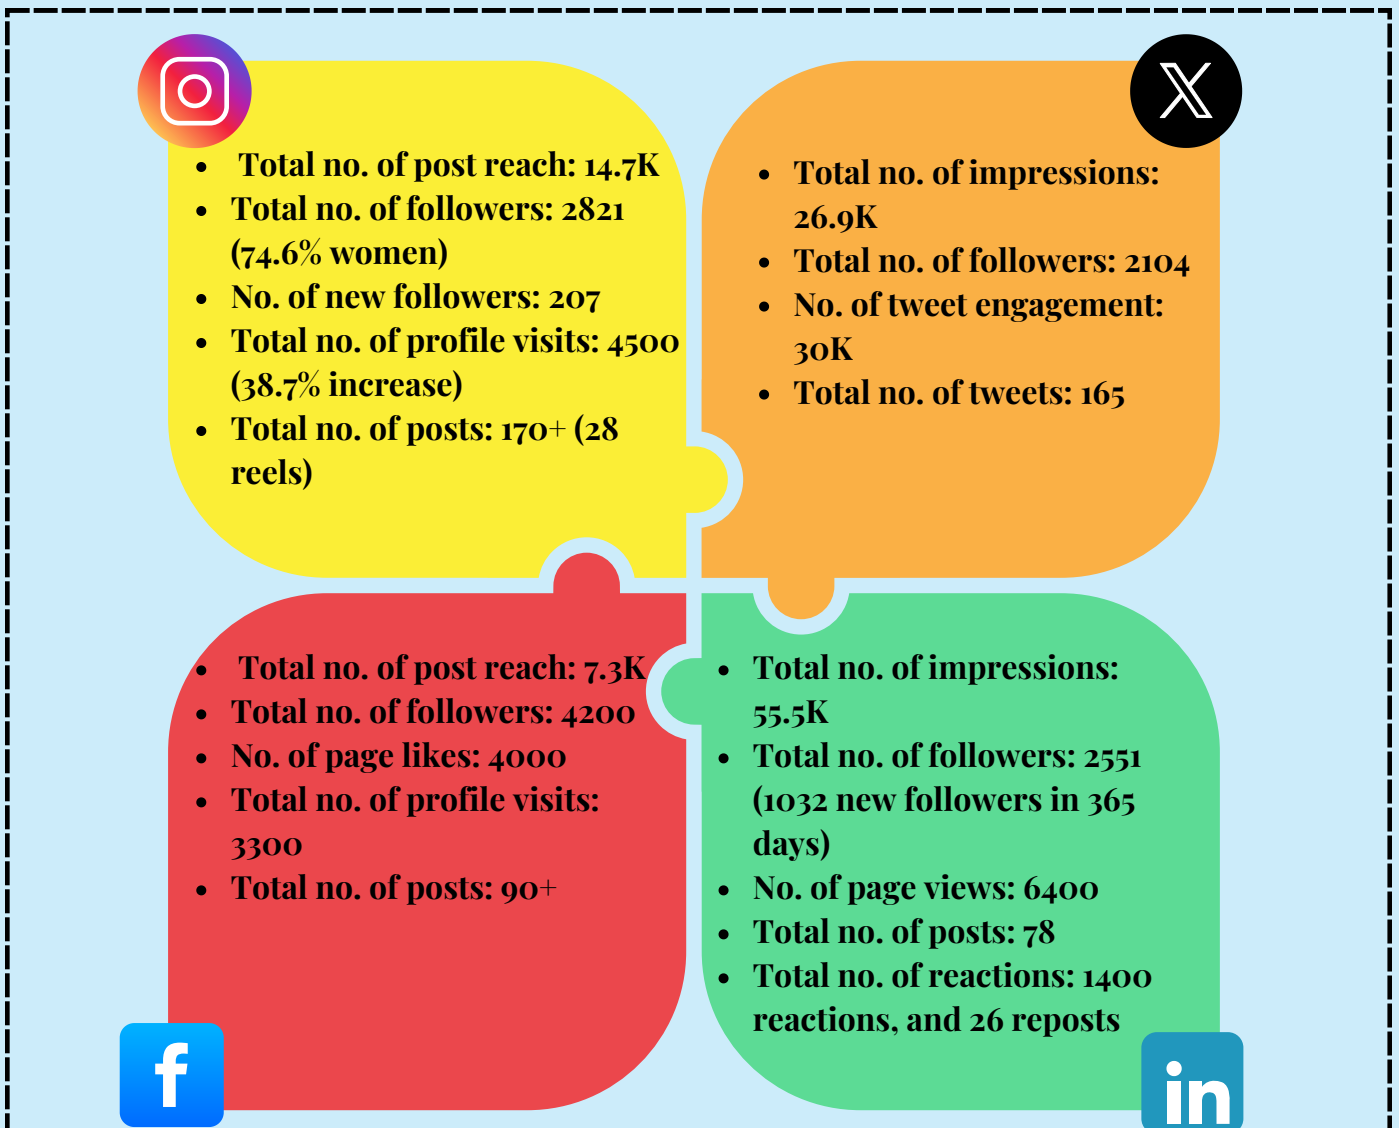 • Total no. of post reach: 14.7K
• Total no. of followers: 2821
(74.6% women)
• No. of new followers: 207
• Total no. of profile visits: 4500
(38.7% increase)
• Total no. of posts: 170+ (28
reels)
• Total no. of impressions:
26.9K
• Total no. of followers: 2104
• No. of tweet engagement:
30K
• Total no. of tweets: 165
• Total no. of post reach: 7.3K
• Total no. of followers: 4200
• No. of page likes: 4000
• Total no. of profile visits:
3300
• Total no. of posts: 90+
• Total no. of impressions:
55.5K
• Total no. of followers: 2551
(1032 new followers in 365
days)
• No. of page views: 6400
• Total no. of posts: 78
• Total no. of reactions: 1400
reactions, and 26 reposts
f
in